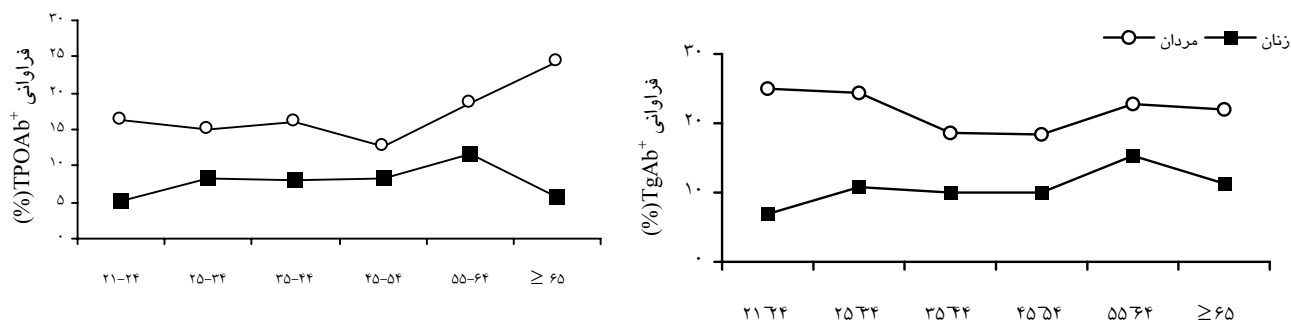 فراوانی TPOAb⁺(%)
۳۰
۲۵
۲۰
۱۵
۱۰
۵
۰
۲۱-۲۴ ۲۵-۳۴ ۳۵-۴۴ ۴۵-۵۴ ۵۵-۶۴ ≥ ۶۵
مردان زنان
فراوانی TgAb⁺(%)
۳۰
۲۰
۱۰
۰
۲۱-۲۴ ۲۵-۳۴ ۳۵-۴۴ ۴۵-۵۴ ۵۵-۶۴ ≥ ۶۵